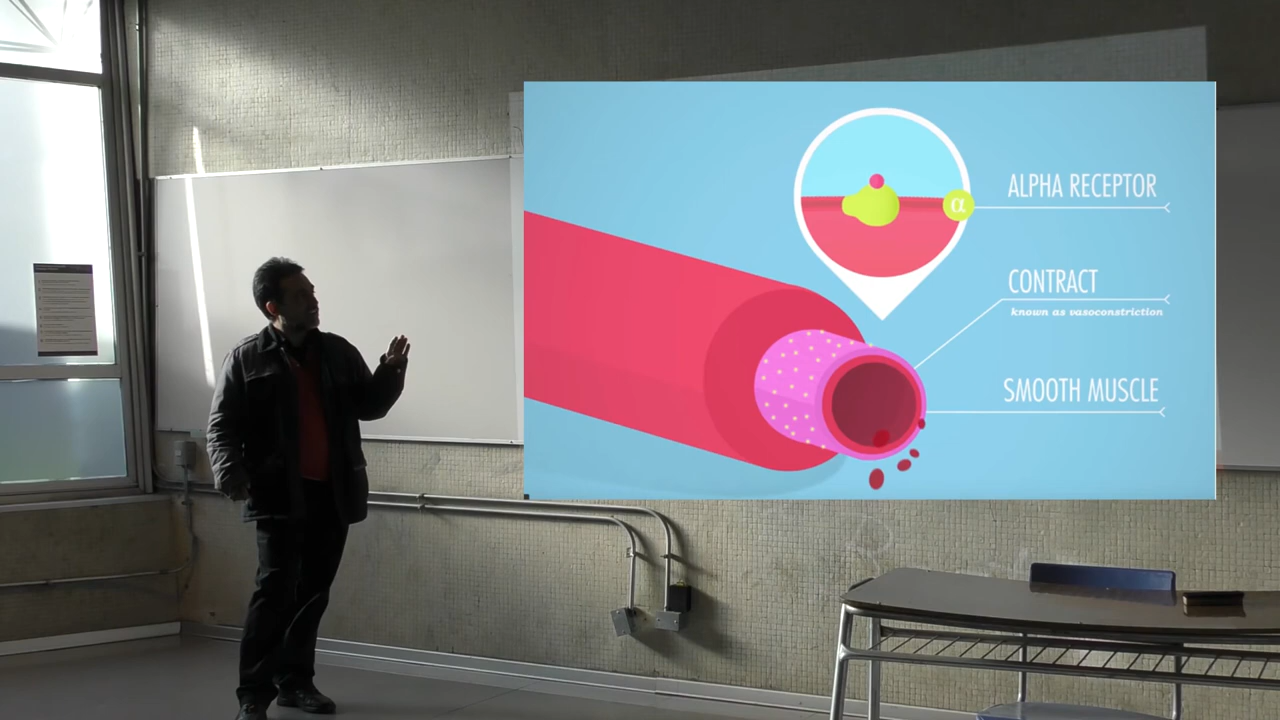 ALPHA RECEPTOR
α
CONTRACT
known as vasoconstriction
SMOOTH MUSCLE